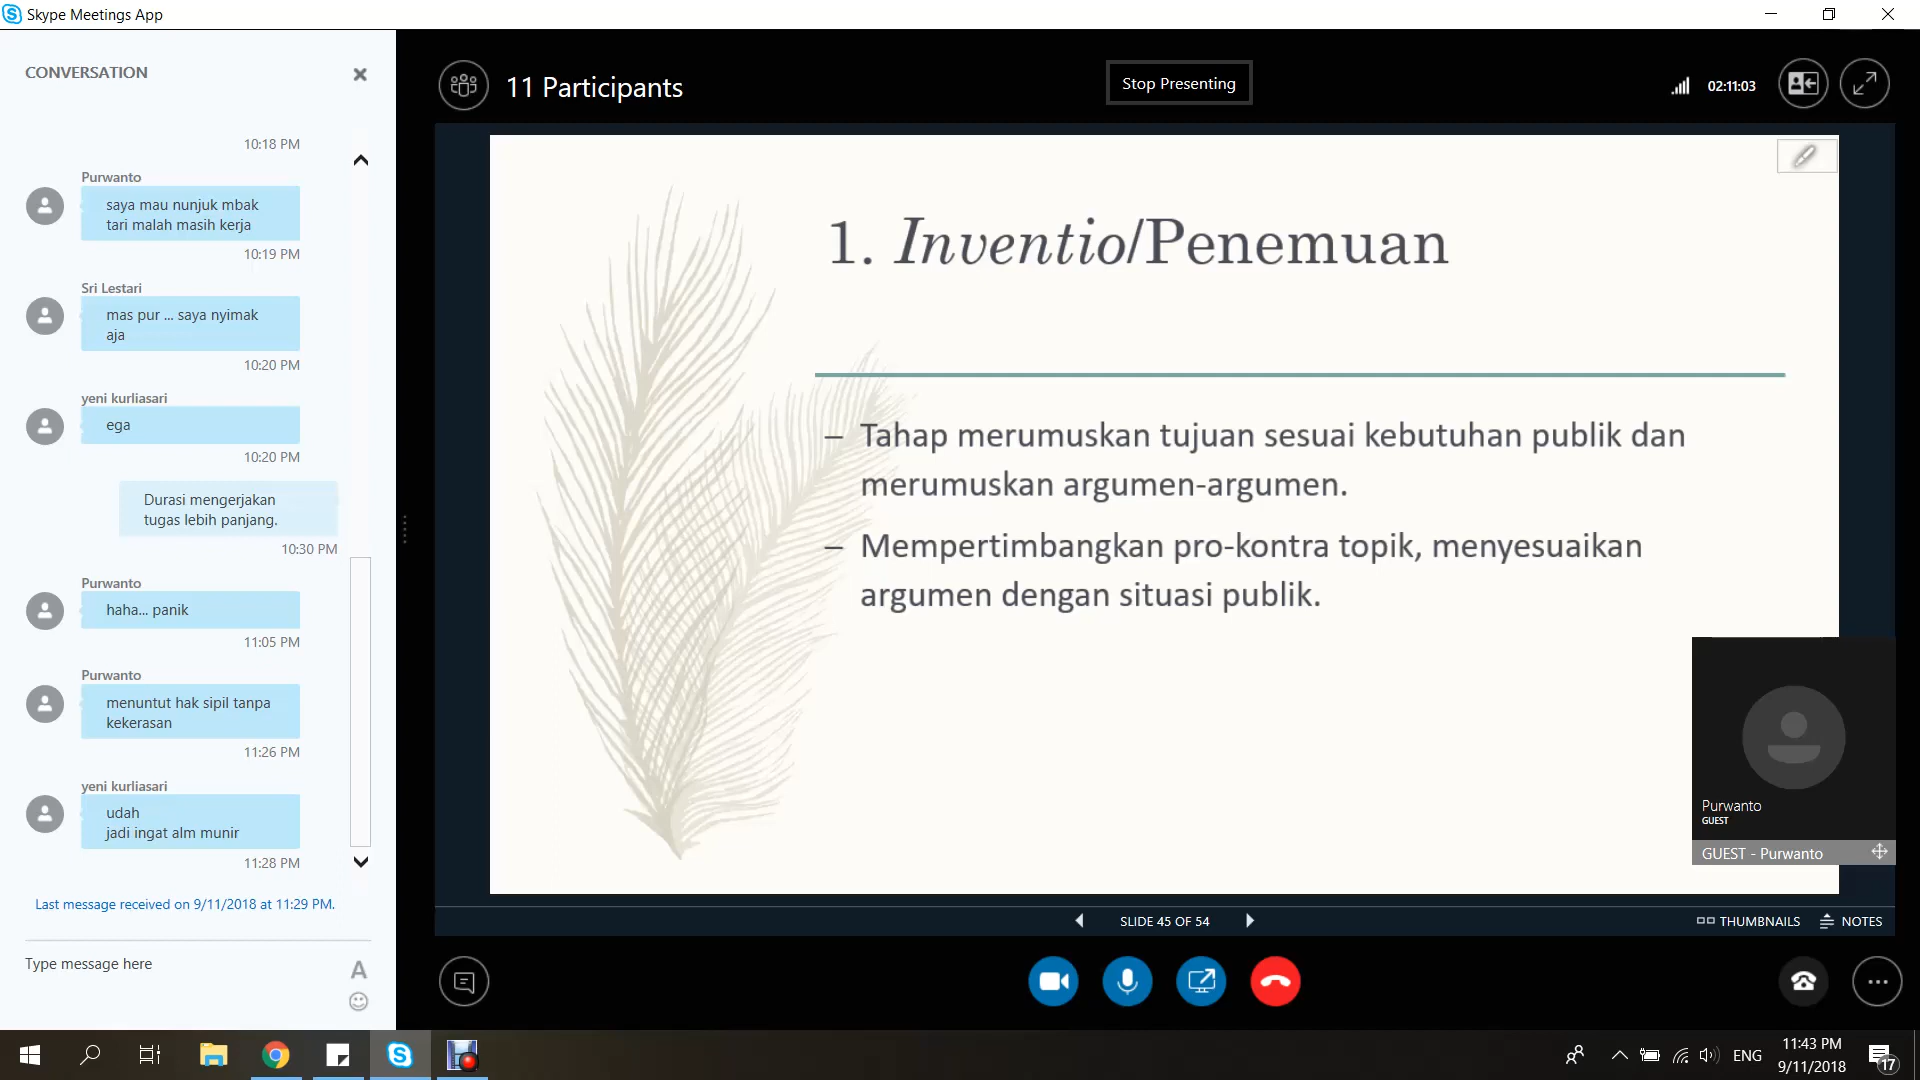 Skype Meetings App
CONVERSATION
10:18 PM
Purwanto
saya mau nunjuk mbak
tari malah masih kerja
10:19 PM
Sri Lestari
mas pur ... saya nyimak
aja
10:20 PM
yeni kurliasari
ega
10:20 PM
Durasi mengerjakan
tugas lebih panjang.
10:30 PM
Purwanto
haha... panik
11:05 PM
Purwanto
menuntut hak sipil tanpa
kekerasan
11:26 PM
yeni kurliasari
udah
jadi ingat alm munir
11:28 PM
Last message received on 9/11/2018 at 11:29 PM.
Type message here
A
11 Participants
Stop Presenting
02:11:03
1. Inventio/Penemuan
– Tahap merumuskan tujuan sesuai kebutuhan publik dan
merumuskan argumen-argumen.
– Mempertimbangkan pro-kontra topik, menyesuaikan
argumen dengan situasi publik.
Purwanto
GUEST
GUEST - Purwanto
SLIDE 45 OF 54
THUMBNAILS
NOTES
ENG
11:43 PM
9/11/2018
17